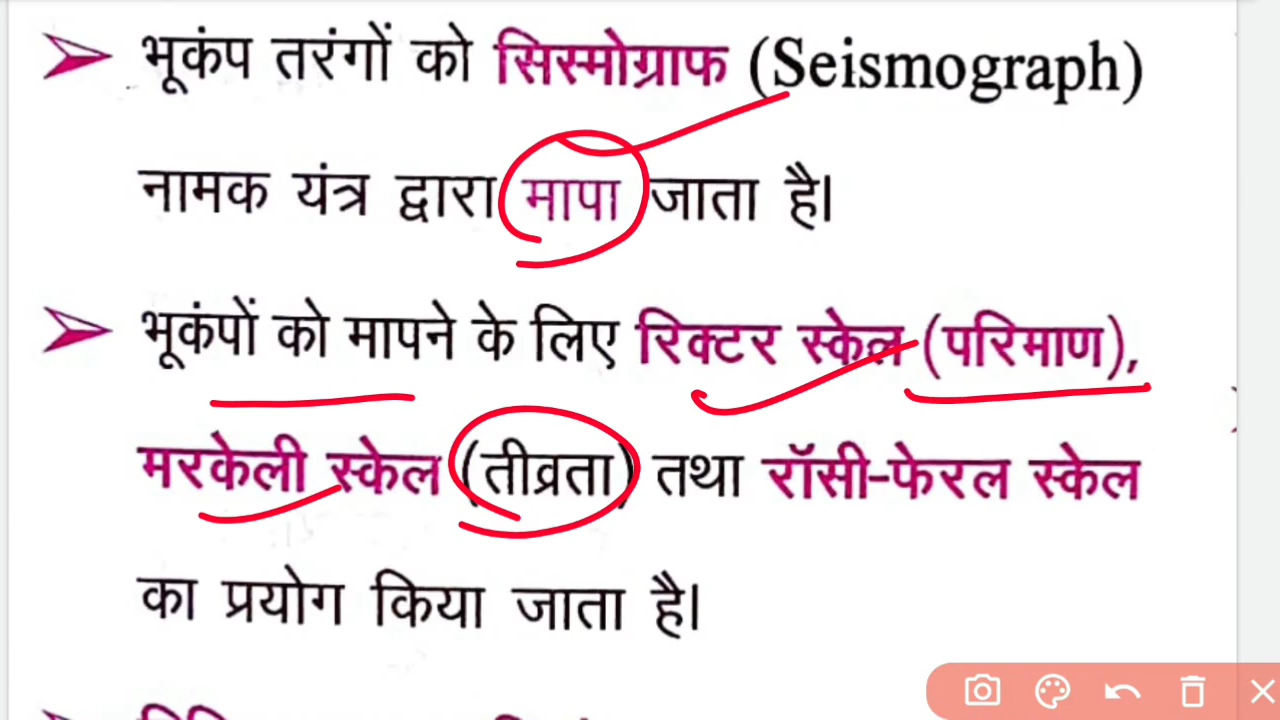 भूकंप तरंगों को सिस्मोग्राफ (Seismograph)
नामक यंत्र द्वारा मापा जाता है।
भूकंपों को मापने के लिए रिक्टर स्केल (परिमाण),
मरकेली स्केल (तीव्रता) तथा रॉसी-फेरल स्केल
का प्रयोग किया जाता है।